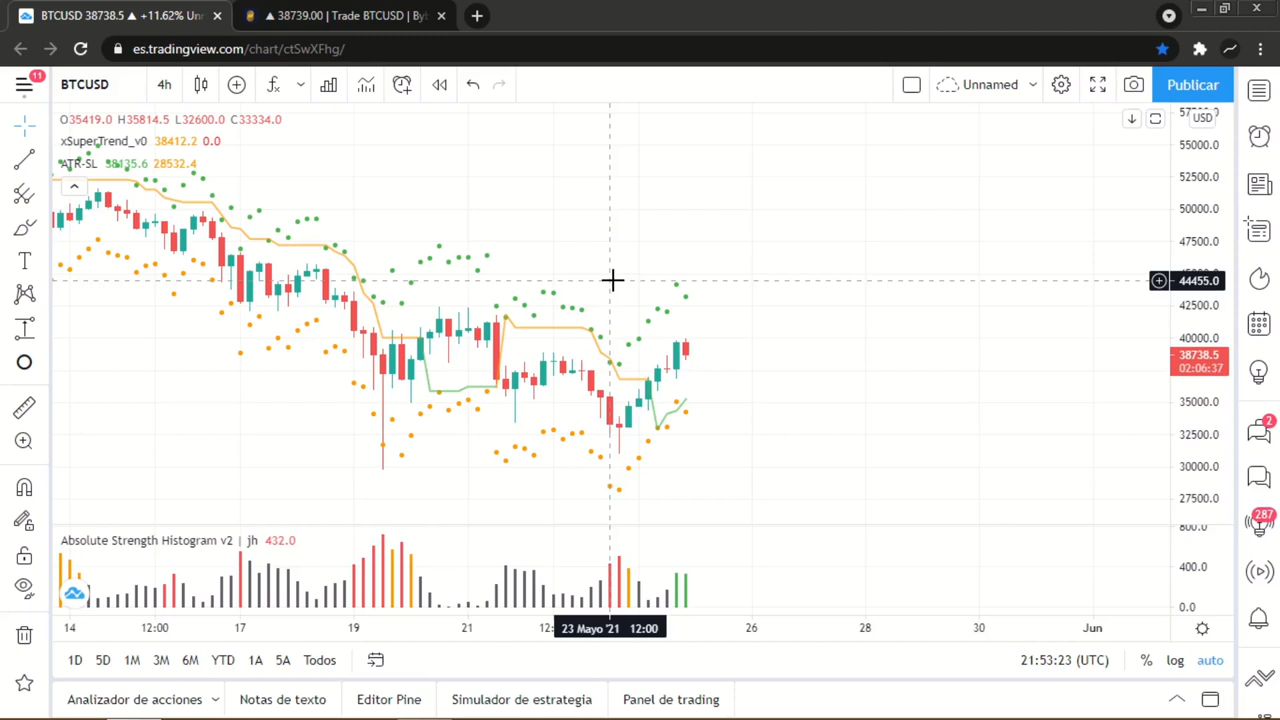 BTCUSD 38738.5 ▲ +11.62% Un
▲ 38739.00 | Trade BTCUSD | Byb
es.tradingview.com/chart/ctSwXFhg/
11
BTCUSD
4h
Unnamed
Publicar
O35419.0 H35814.5 L32600.0 C33334.0
xSuperTrend_v0 38412.2 0.0
ATR-SL 38135.6 28532.4
USD
57500.0
55000.0
52500.0
50000.0
47500.0
45000.0
44455.0
42500.0
40000.0
38738.5
02:06:37
35000.0
32500.0
30000.0
27500.0
Absolute Strength Histogram v2 | jh 432.0
800.0
400.0
0.0
14 12:00 17 19 21 12: 23 Mayo '21 12:00 26 28 30 Jun
1D 5D 1M 3M 6M YTD 1A 5A Todos
21:53:23 (UTC) % log auto
Analizador de acciones Notas de texto Editor Pine Simulador de estrategia Panel de trading
2
287